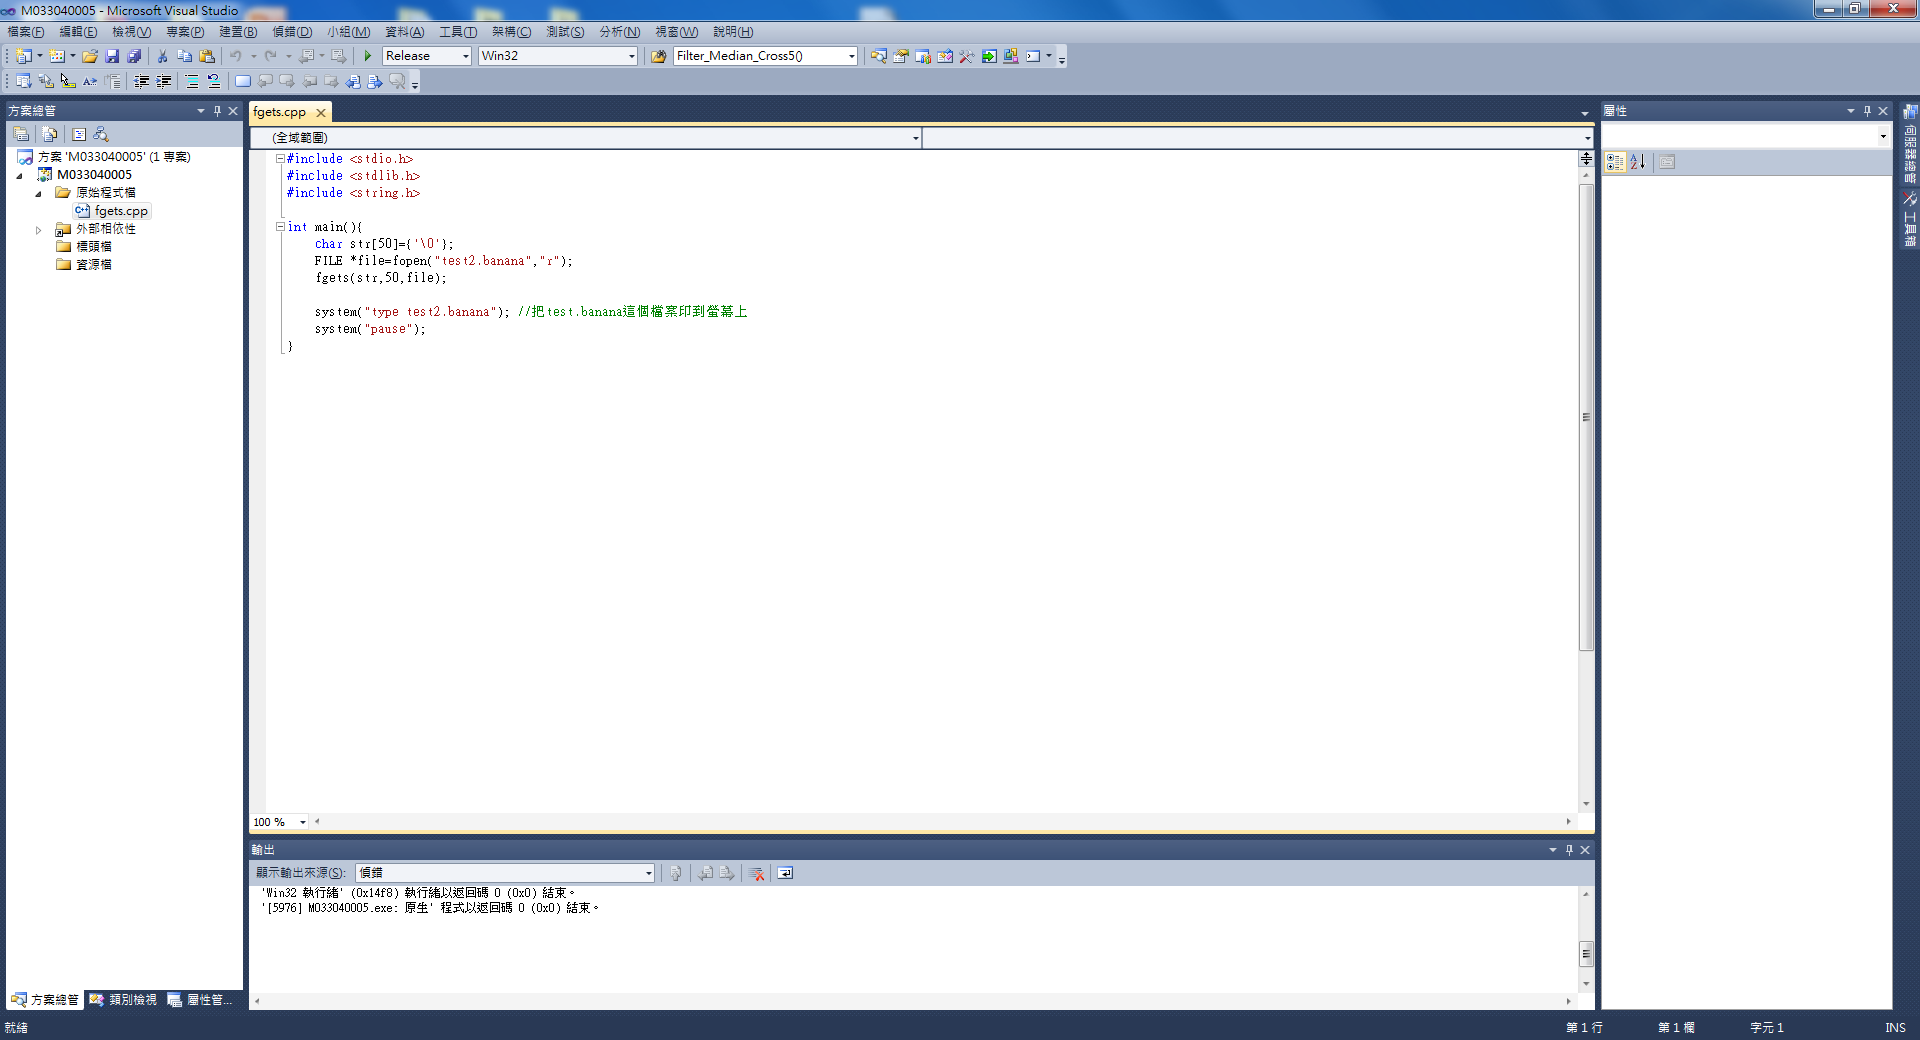 M033040005 - Microsoft Visual Studio
檔案(F) 編輯(E) 檢視(V) 專案(P) 建置(B) 偵錯(D) 小組(M) 資料(A) 工具(T) 架構(C) 測試(S) 分析(N) 視窗(W) 說明(H)
Release Win32 Filter_Median_Cross5()
方案總管
方案 'M033040005' (1 專案)
M033040005
原始程式檔
fgets.cpp
外部相依性
標頭檔
資源檔
方案總管 類別檢視 屬性管...
fgets.cpp
(全域範圍)
#include <stdio.h>
#include <stdlib.h>
#include <string.h>
int main(){
char str[50]={'\0'};
FILE *file=fopen("test2.banana","r");
fgets(str,50,file);
system("type test2.banana"); //把test.banana這個檔案印到螢幕上
system("pause");
}
100 %
輸出
顯示輸出來源(S): 偵錯
'Win32 執行緒' (0x14f8) 執行緒以返回碼 0 (0x0) 結束。
'[5976] M033040005.exe: 原生' 程式以返回碼 0 (0x0) 結束。
屬性
伺服器總管
工具箱
就緒 第 1 行 第 1 欄 字元 1 INS